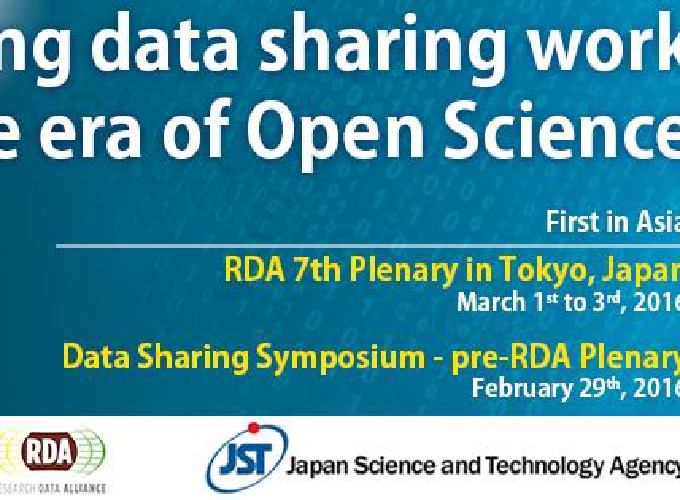 ng data sharing work
e era of Open Science
First in Asia
RDA 7th Plenary in Tokyo, Japan
March 1st to 3rd, 2016
Data Sharing Symposium - pre-RDA Plenary
February 29th, 2016
RDA
RESEARCH DATA ALLIANCE
JST Japan Science and Technology Agency